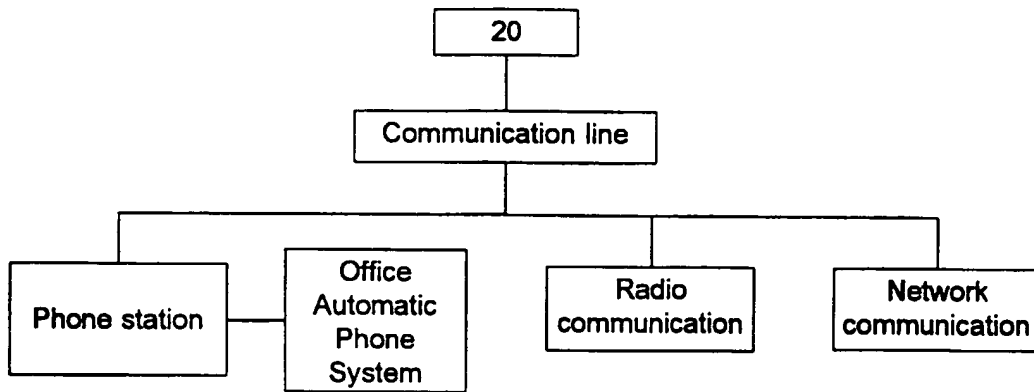 20
Communication line
Phone station
Office
Automatic
Phone
System
Radio
communication
Network
communication